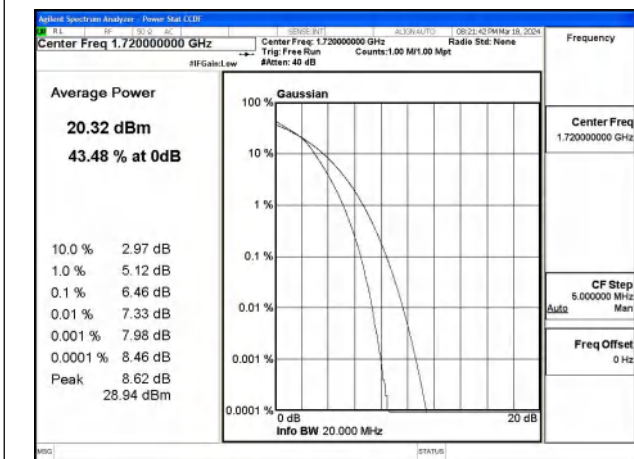 Agilent Spectrum Analyzer - Power Stat CCDF
RL RF 50 Ω AC SENSE:INT ALIGN AUTO 08:21:42 PM Mar 18, 2024
Center Freq 1.720000000 GHz
Center Freq: 1.720000000 GHz
Radio Std: None
Trig: Free Run Counts:1.00 M/1.00 Mpt
#IFGain:Low #Atten: 40 dB
Frequency
Average Power
20.32 dBm
43.48 % at 0dB
10.0 % 2.97 dB
1.0 % 5.12 dB
0.1 % 6.46 dB
0.01 % 7.33 dB
0.001 % 7.98 dB
0.0001 % 8.46 dB
Peak 8.62 dB
28.94 dBm
Gaussian
100 %
10 %
1 %
0.1 %
0.01 %
0.001 %
0.0001 %
0 dB 20 dB
Info BW 20.000 MHz
Center Freq
1.720000000 GHz
CF Step
5.000000 MHz
Auto Man
Freq Offset
0 Hz
MSG STATUS